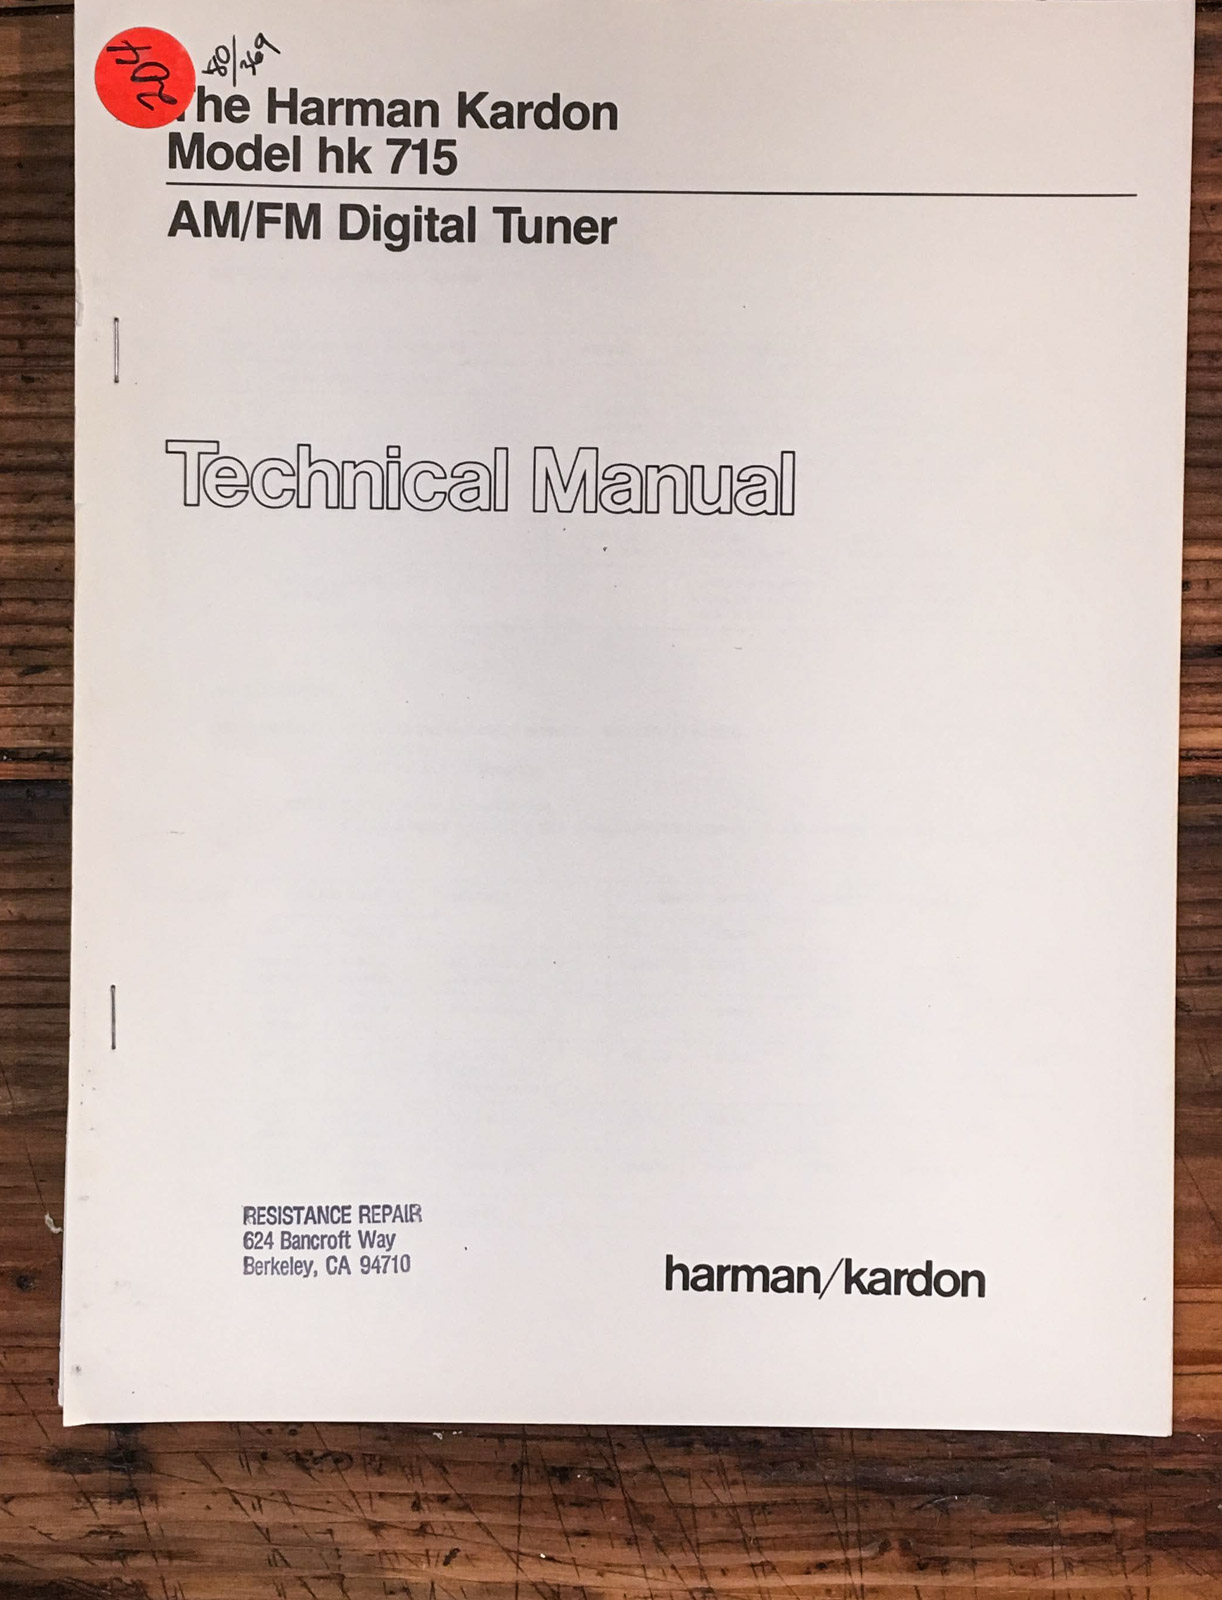 204
80/369
The Harman Kardon
Model hk 715
AM/FM Digital Tuner
Technical Manual
RESISTANCE REPAIR
624 Bancroft Way
Berkeley, CA 94710
harman/kardon